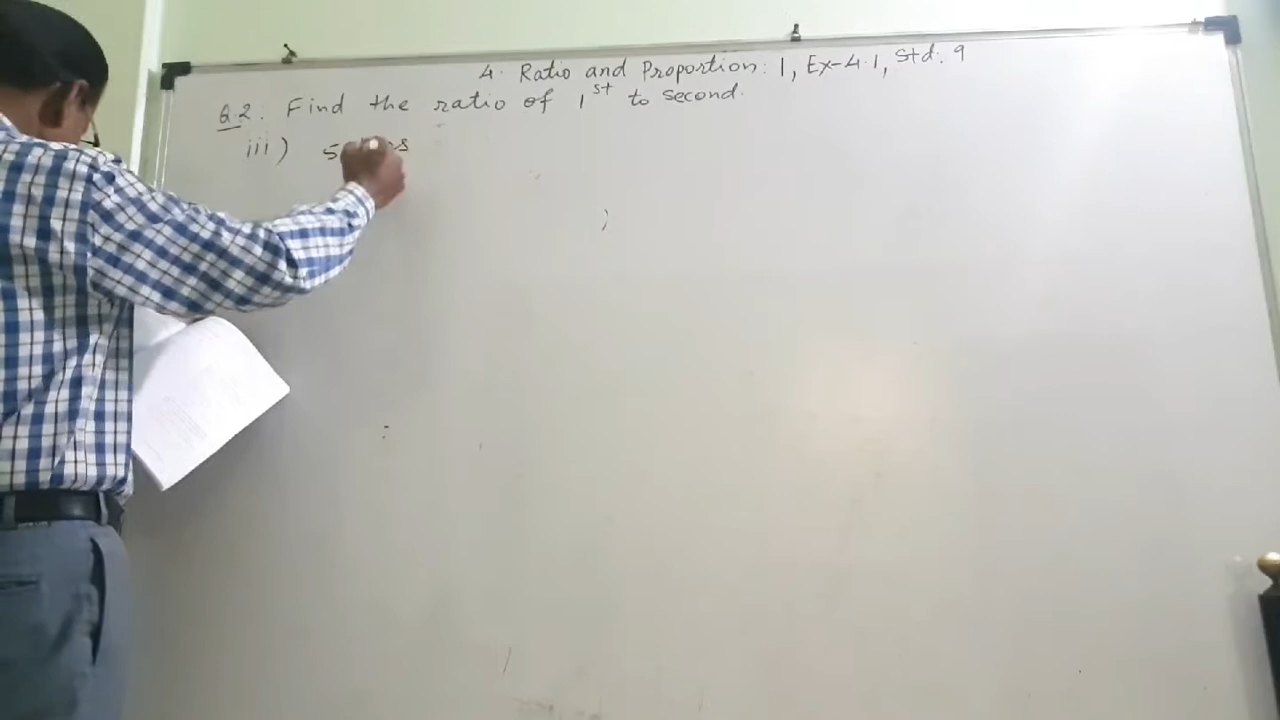 4. Ratio and Proportion: 1, Ex-4.1, Std: 9
Q.2. Find the ratio of 1st to second.
iii) 5